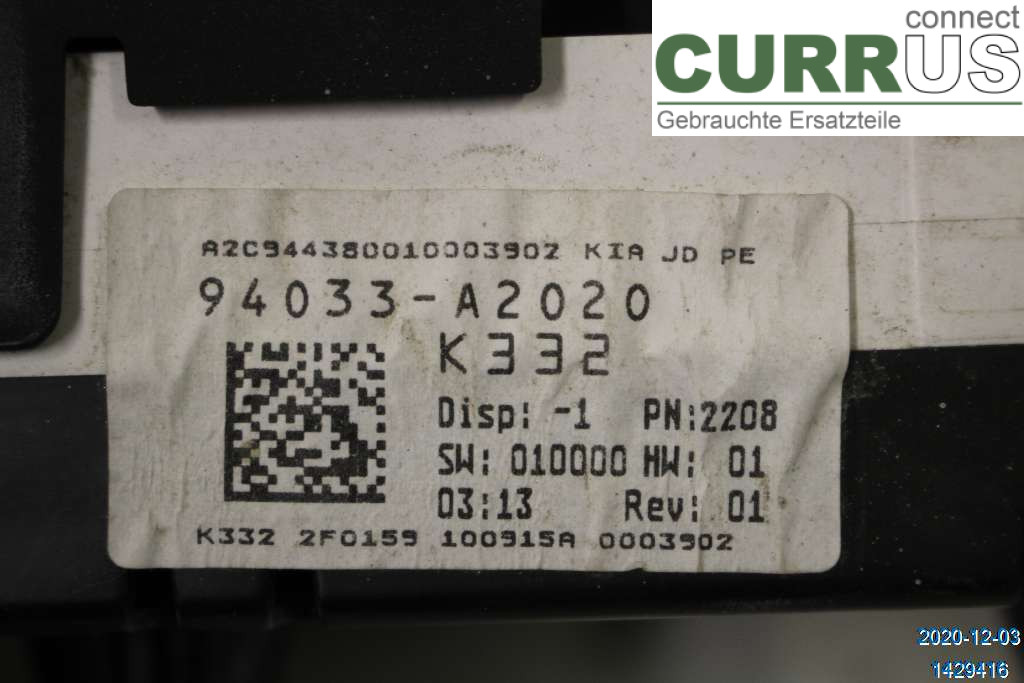 connect
CURRUS
Gebrauchte Ersatzteile
A2C944380010003902 KIA JD PE
94033-A2020
K332
Disp: -1 PN:2208
SW: 010000 HW: 01
03:13 Rev: 01
K332 2F0159 100915A 0003902
2020-12-03
1429416